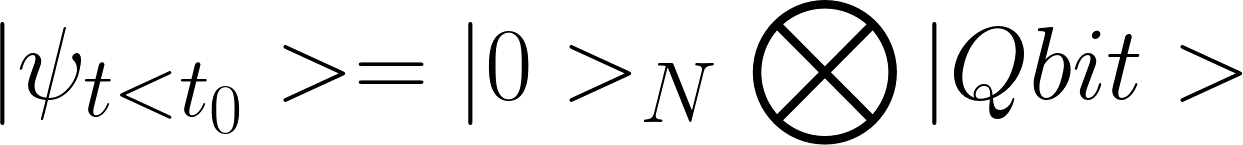 |ψ_{t<t_0} >= |0 >_N ⨂ |Qbit >